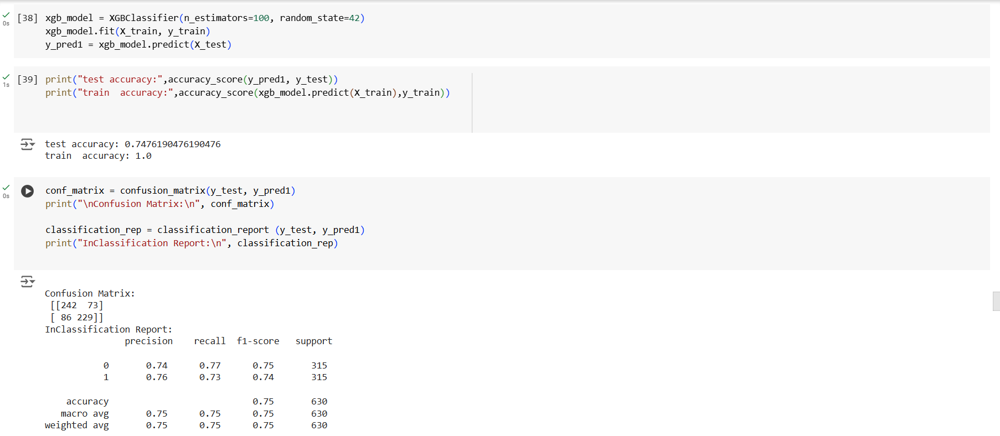 [38] xgb_model = XGBClassifier(n_estimators=100, random_state=42)
0s
xgb_model.fit(X_train, y_train)
y_pred1 = xgb_model.predict(X_test)
[39] print("test accuracy:",accuracy_score(y_pred1, y_test))
1s
print("train  accuracy:",accuracy_score(xgb_model.predict(X_train),y_train))
test accuracy: 0.7476190476190476
train  accuracy: 1.0
conf_matrix = confusion_matrix(y_test, y_pred1)
0s
print("\nConfusion Matrix:\n", conf_matrix)
classification_rep = classification_report (y_test, y_pred1)
print("InClassification Report:\n", classification_rep)
Confusion Matrix:
[[242  73]
[ 86 229]]
InClassification Report:
precision    recall  f1-score   support
0       0.74      0.77      0.75       315
1       0.76      0.73      0.74       315
accuracy                           0.75       630
macro avg       0.75      0.75      0.75       630
weighted avg       0.75      0.75      0.75       630